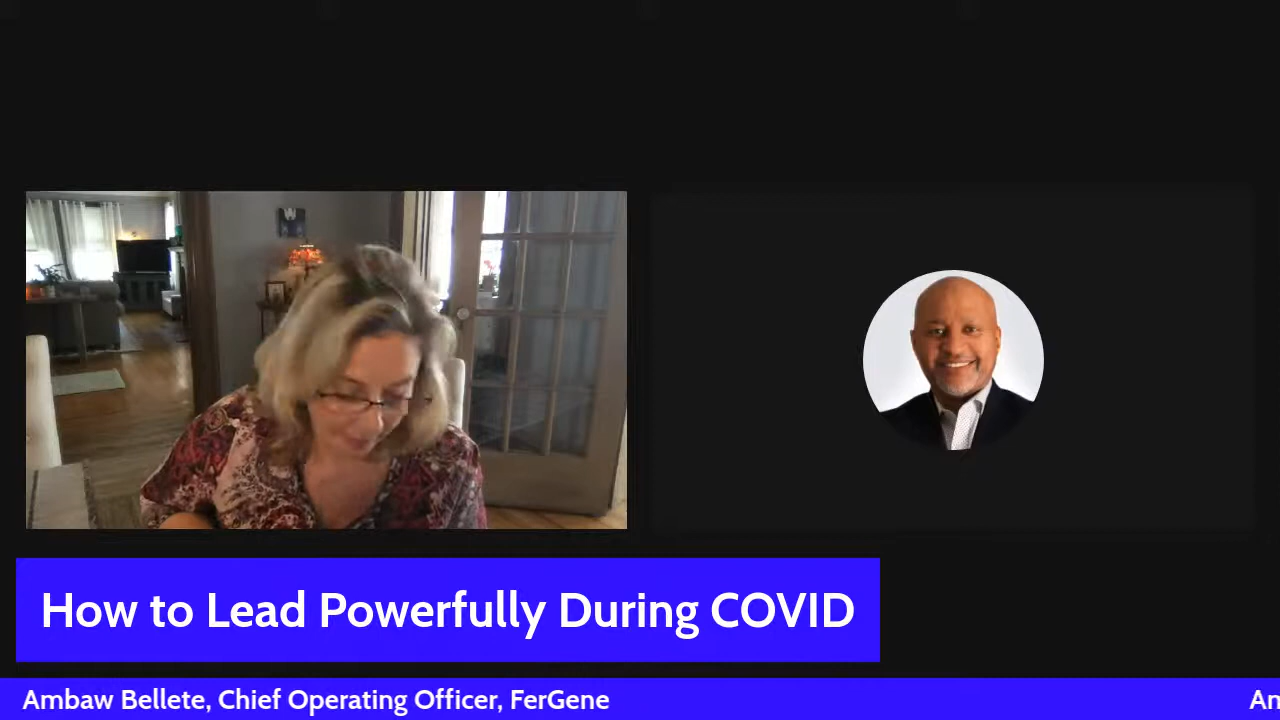 How to Lead Powerfully During COVID
Ambaw Bellete, Chief Operating Officer, FerGene